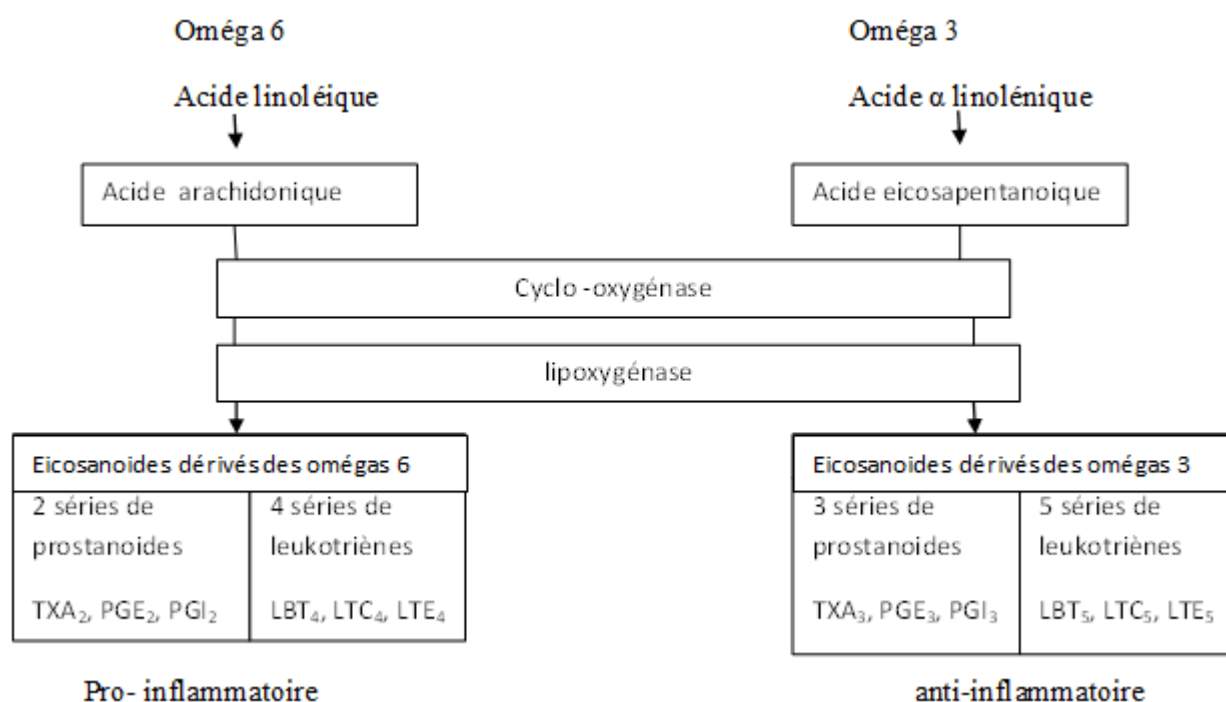 Oméga 6
Oméga 3
Acide linoléique
Acide α linolénique
Acide arachidonique
Acide eicosapentanoique
Cyclo -oxygénase
lipoxygénase
Eicosanoides dérivés des omégas 6
2 séries de
prostanoides
TXA₂, PGE₂, PGI₂
4 séries de
leukotriènes
LBT₄, LTC₄, LTE₄
Eicosanoides dérivés des omégas 3
3 séries de
prostanoides
TXA₃, PGE₃, PGI₃
5 séries de
leukotriènes
LBT₅, LTC₅, LTE₅
Pro- inflammatoire
anti-inflammatoire